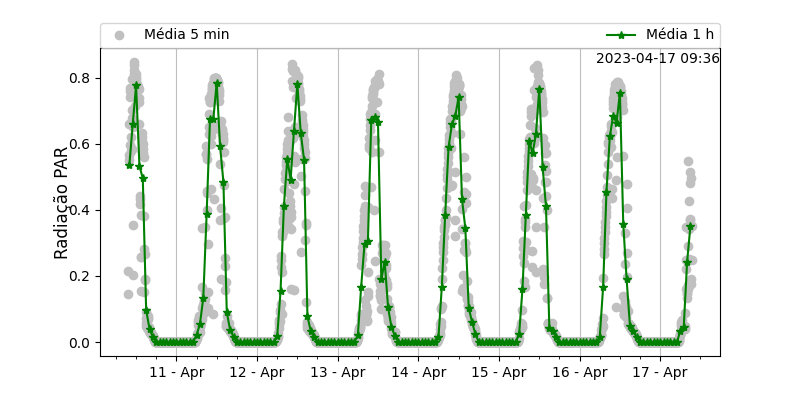 Média 5 min
Média 1 h
2023-04-17 09:36
Radiação PAR
0.8
0.6
0.4
0.2
0.0
11 - Apr
12 - Apr
13 - Apr
14 - Apr
15 - Apr
16 - Apr
17 - Apr